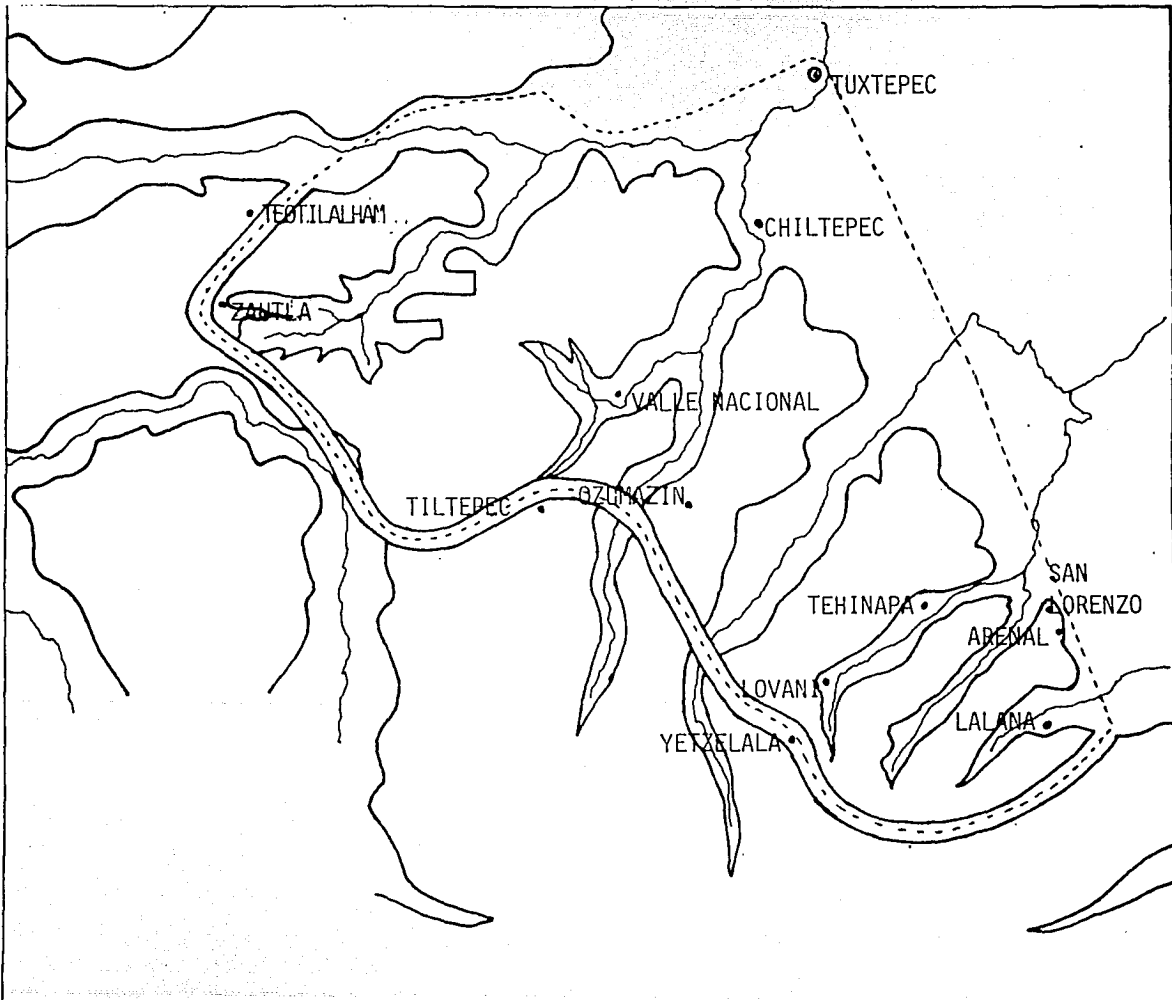 TUXTEPEC
TEOTILALHAM
CHILTEPEC
ZAUTLA
VALLE NACIONAL
OZUMAZIN
TILTEPEC
SAN
LORENZO
TEHINAPA
ARENAL
LOVANI
LALANA
YETZELALA